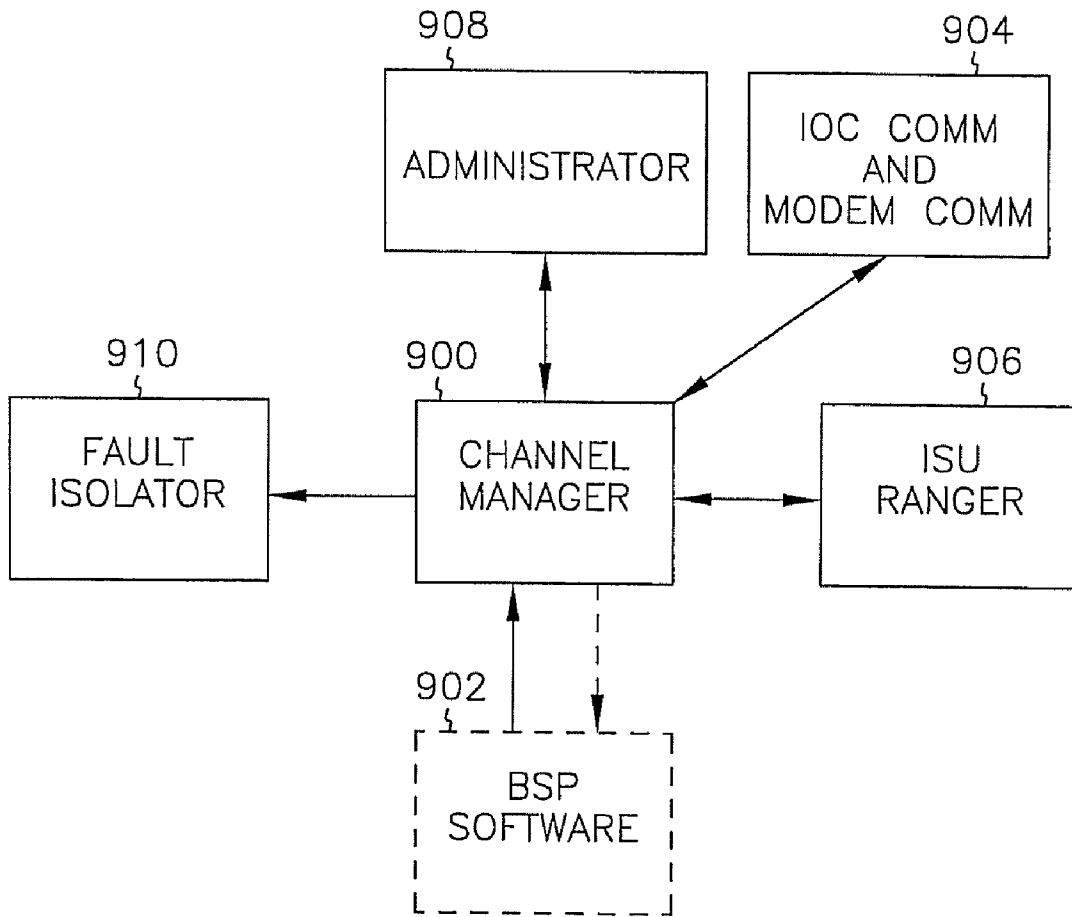 908
904
ADMINISTRATOR
IOC COMM
AND
MODEM COMM
910
900
906
FAULT
ISOLATOR
CHANNEL
MANAGER
ISU
RANGER
902
BSP
SOFTWARE